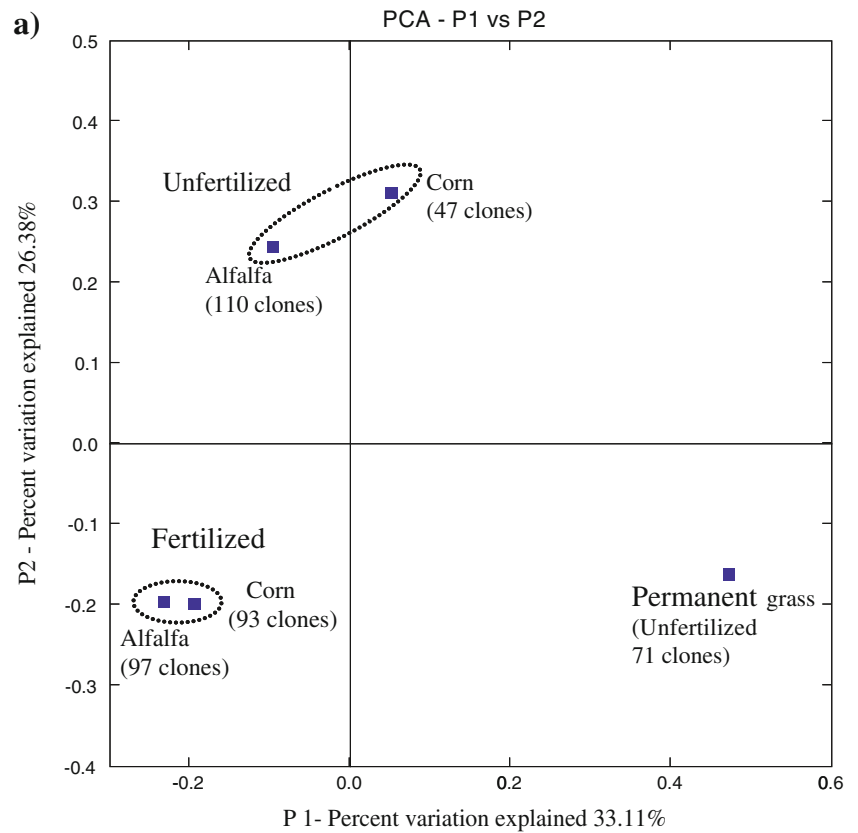 a)
PCA - P1 vs P2
0.5
0.4
0.3
0.2
0.1
0.0
-0.1
-0.2
-0.3
-0.4
P2 - Percent variation explained 26.38%
Unfertilized
Corn
(47 clones)
Alfalfa
(110 clones)
Fertilized
Corn
(93 clones)
Alfalfa
(97 clones)
Permanent grass
(Unfertilized
71 clones)
-0.2
0.0
0.2
0.4
0.6
P 1- Percent variation explained 33.11%